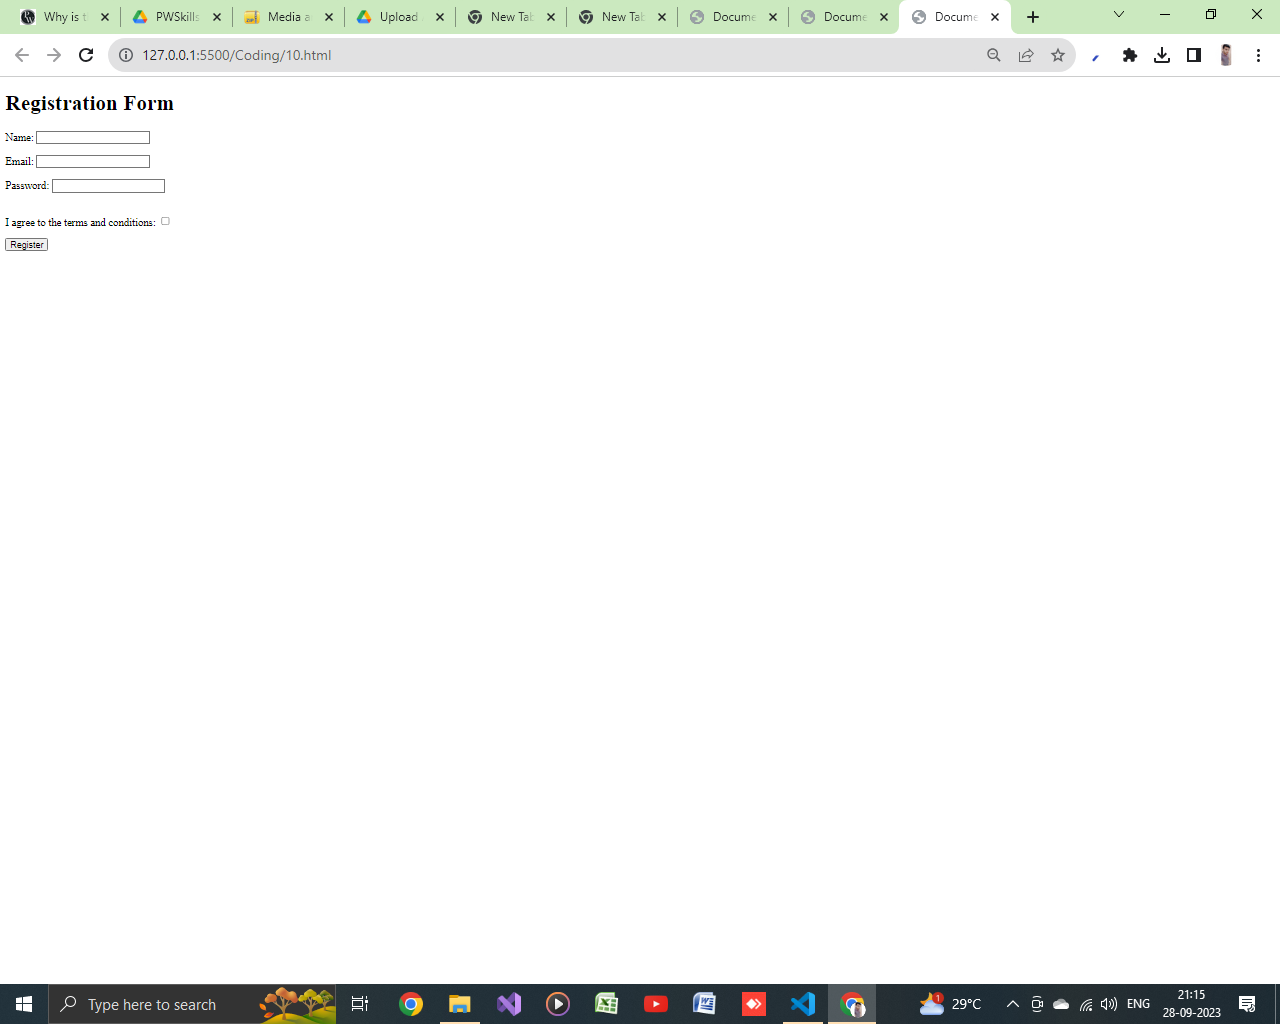 Why is t
PWSkills
Media a
Upload
New Tab
New Tab
Docume
Docume
Docume
127.0.0.1:5500/Coding/10.html
Registration Form
Name:
Email:
Password:
I agree to the terms and conditions:
Register
Type here to search
1
29°C
ENG
21:15
28-09-2023
2